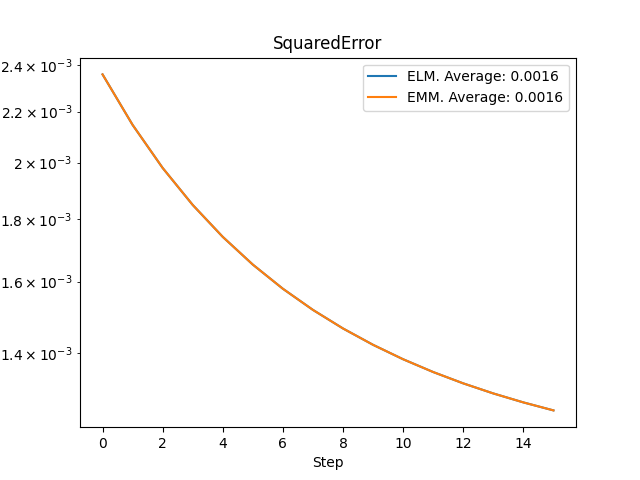 SquaredError
ELM. Average: 0.0016
EMM. Average: 0.0016
2.4 × 10⁻³
2.2 × 10⁻³
2 × 10⁻³
1.8 × 10⁻³
1.6 × 10⁻³
1.4 × 10⁻³
0 2 4 6 8 10 12 14
Step